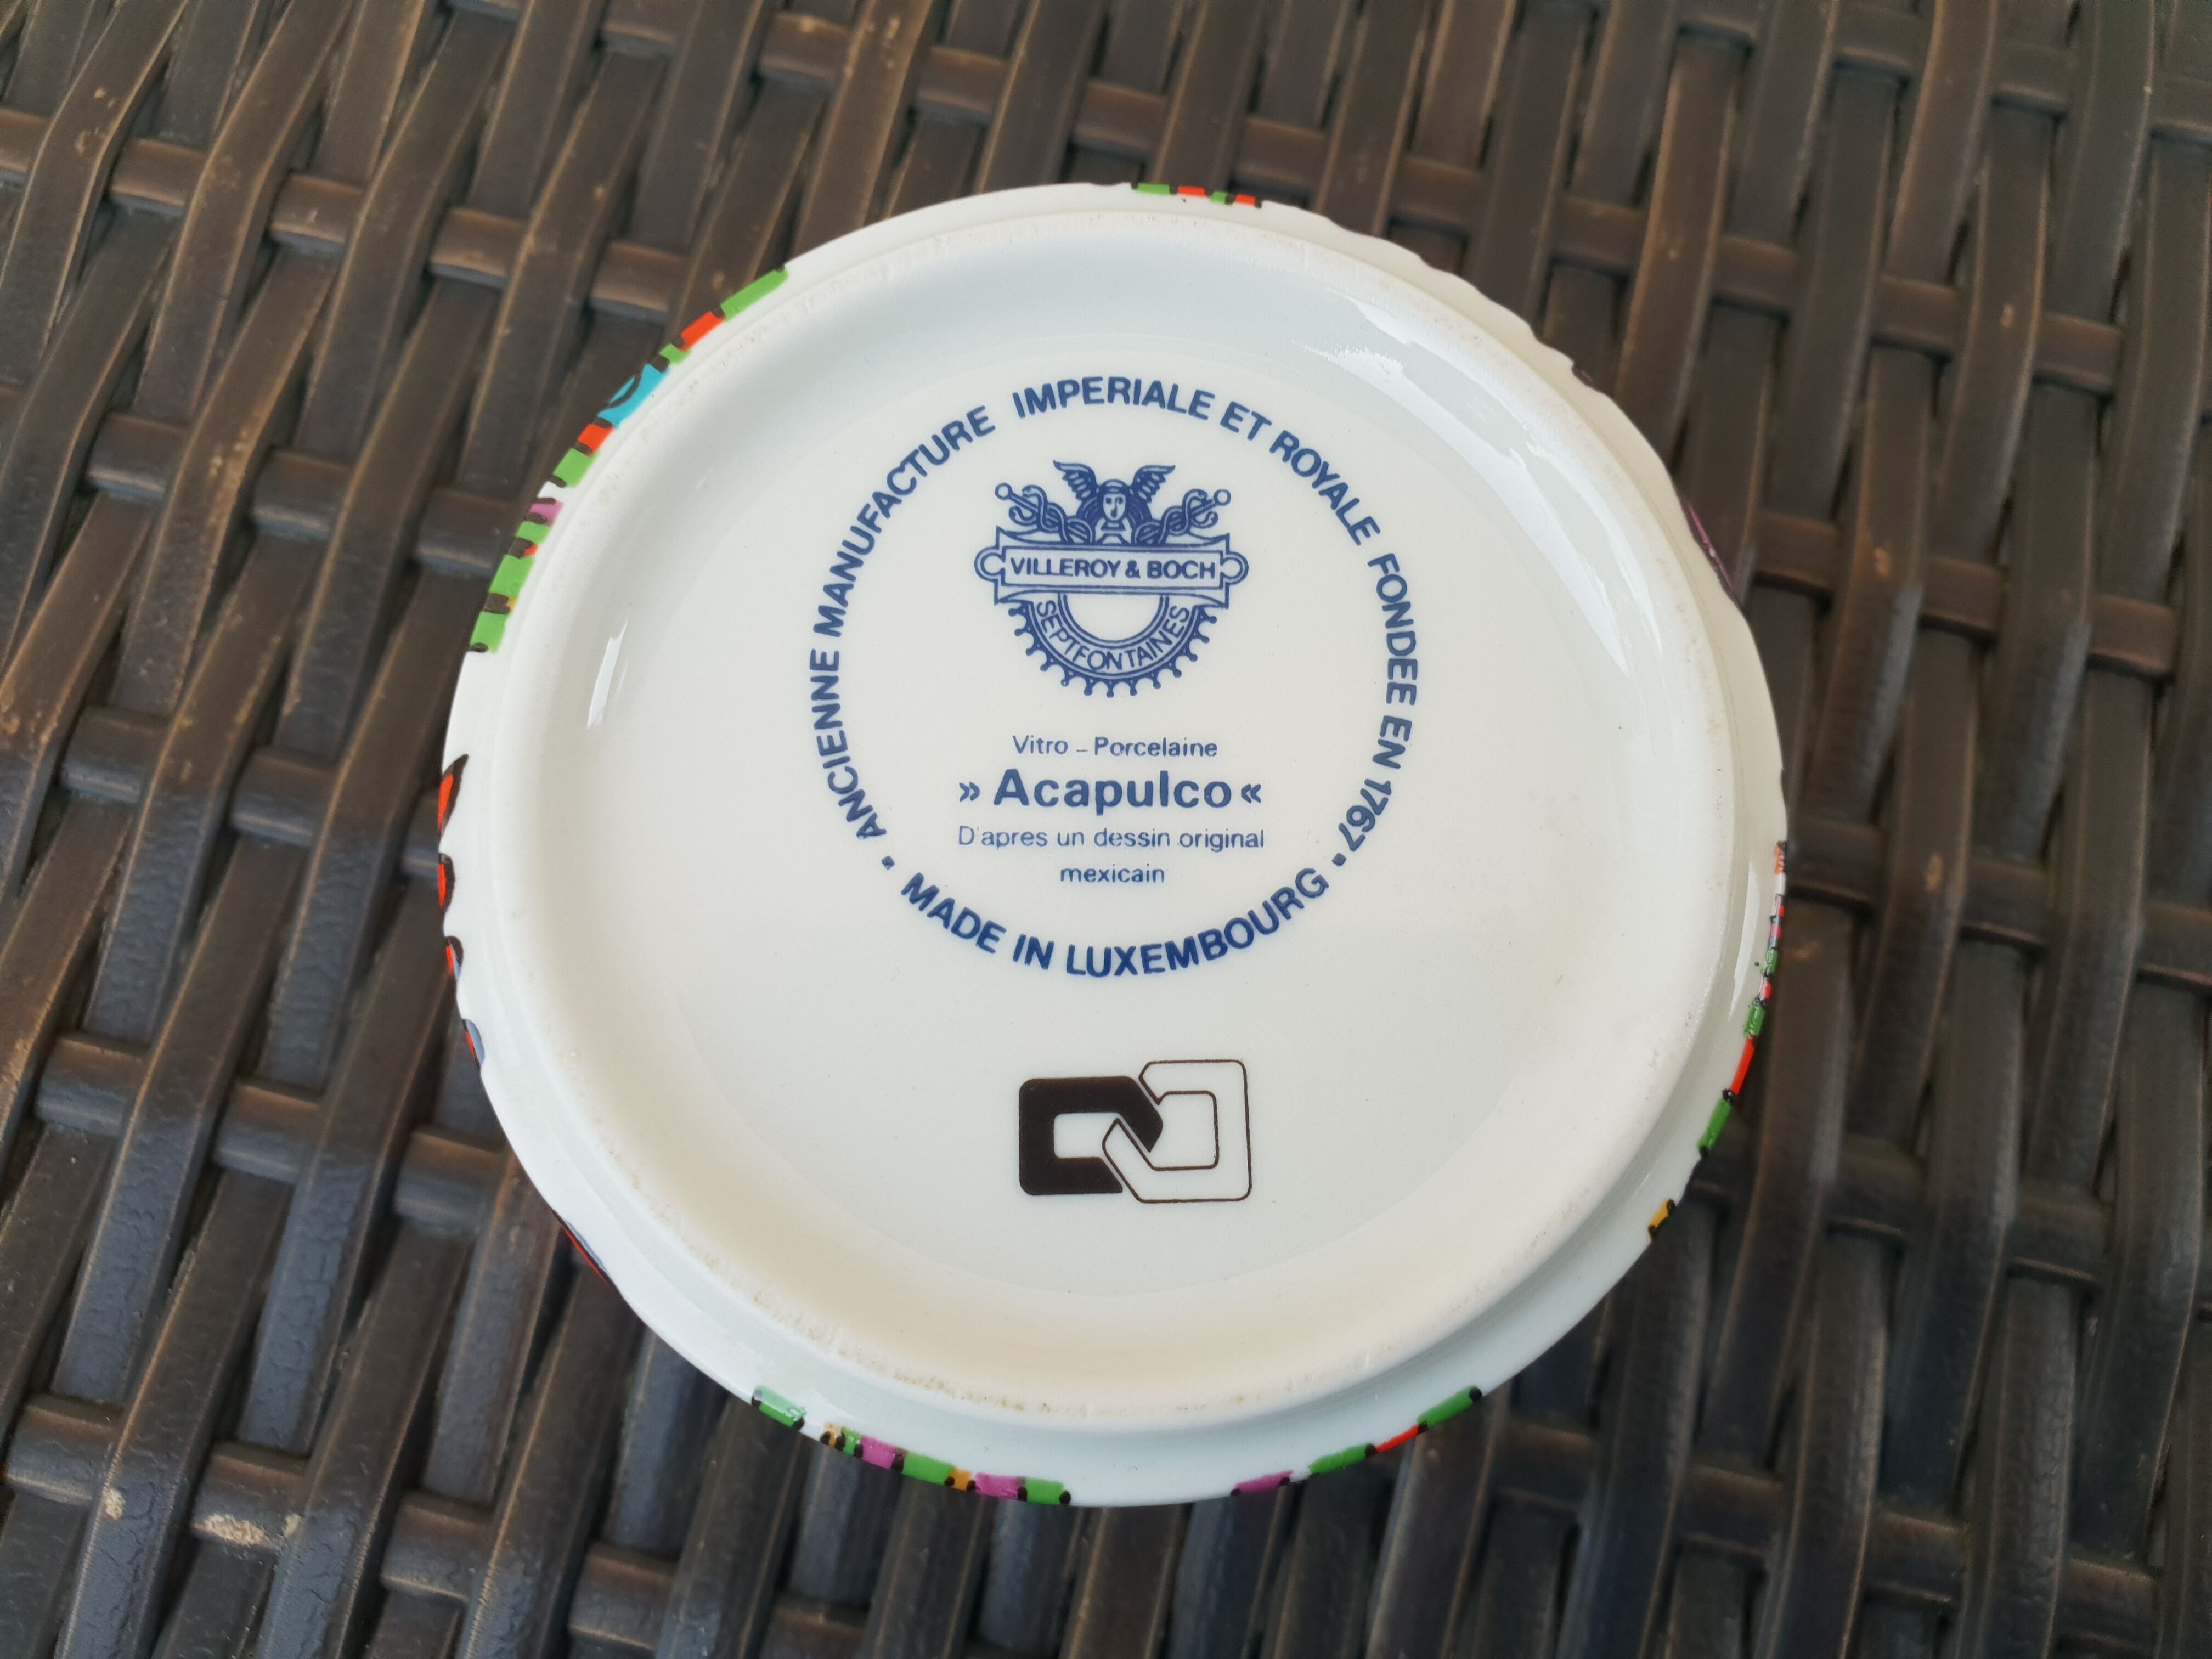 ANCIENNE MANUFACTURE IMPERIALE ET ROYALE FONDEE EN 1767 •
VILLEROY & BOCH
SEPTFONTAINES
Vitro - Porcelaine
» Acapulco «
D'apres un dessin original
mexicain
• MADE IN LUXEMBOURG